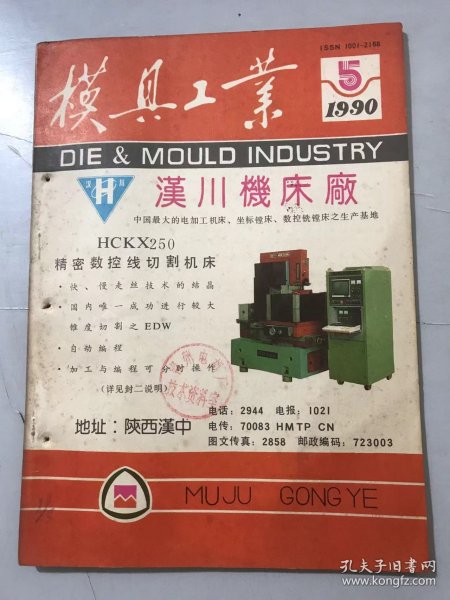 ISSN 1001-2168
模具工業
5
1990
DIE & MOULD INDUSTRY
汉 川
H
漢川機床廠
中国最大的电加工机床、坐标镗床、数控铣镗床之生产基地
HCKX250
精密数控线切割机床
· 快、慢走丝技术的结晶
· 国内唯一成功进行较大
锥度切割之EDW
· 自动编程
· 加工与编程可分时操作
(详见封二说明)
技术资料室
地址：陝西漢中
电话：2944 电报：1021
电传：70083 HMTP CN
图文传真：2858 邮政编码：723003
MUJU GONGYE
孔夫子旧书网
www.kongfz.com